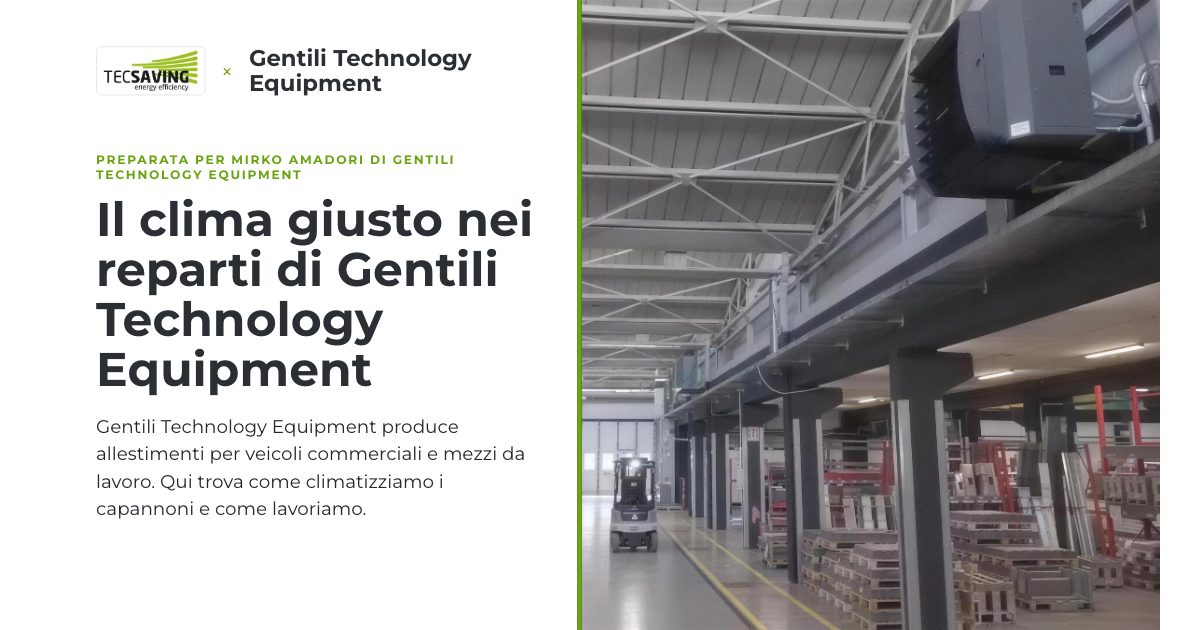 TECSAVING
energy efficiency
×
Gentili Technology
Equipment
PREPARATA PER MIRKO AMADORI DI GENTILI
TECHNOLOGY EQUIPMENT
Il clima giusto nei
reparti di Gentili
Technology
Equipment
Gentili Technology Equipment produce
allestimenti per veicoli commerciali e mezzi da
lavoro. Qui trova come climatizziamo i
capannoni e come lavoriamo.